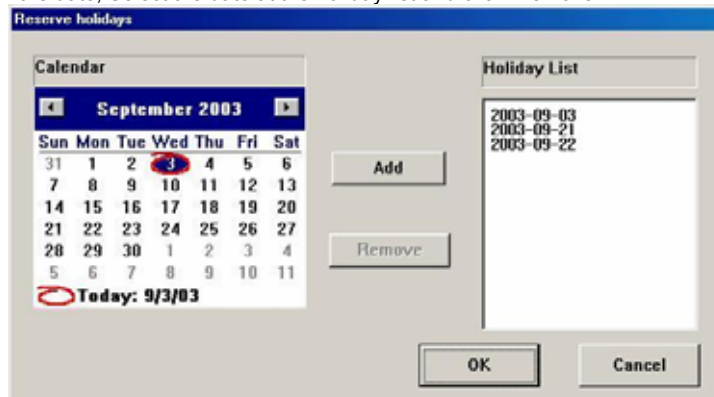 Reserve holidays
Calendar
September 2003
Sun Mon Tue Wed Thu Fri Sat
31 1 2 3 4 5 6
7 8 9 10 11 12 13
14 15 16 17 18 19 20
21 22 23 24 25 26 27
28 29 30 1 2 3 4
5 6 7 8 9 10 11
Today: 9/3/03
Add
Remove
Holiday List
2003-09-03
2003-09-21
2003-09-22
OK
Cancel